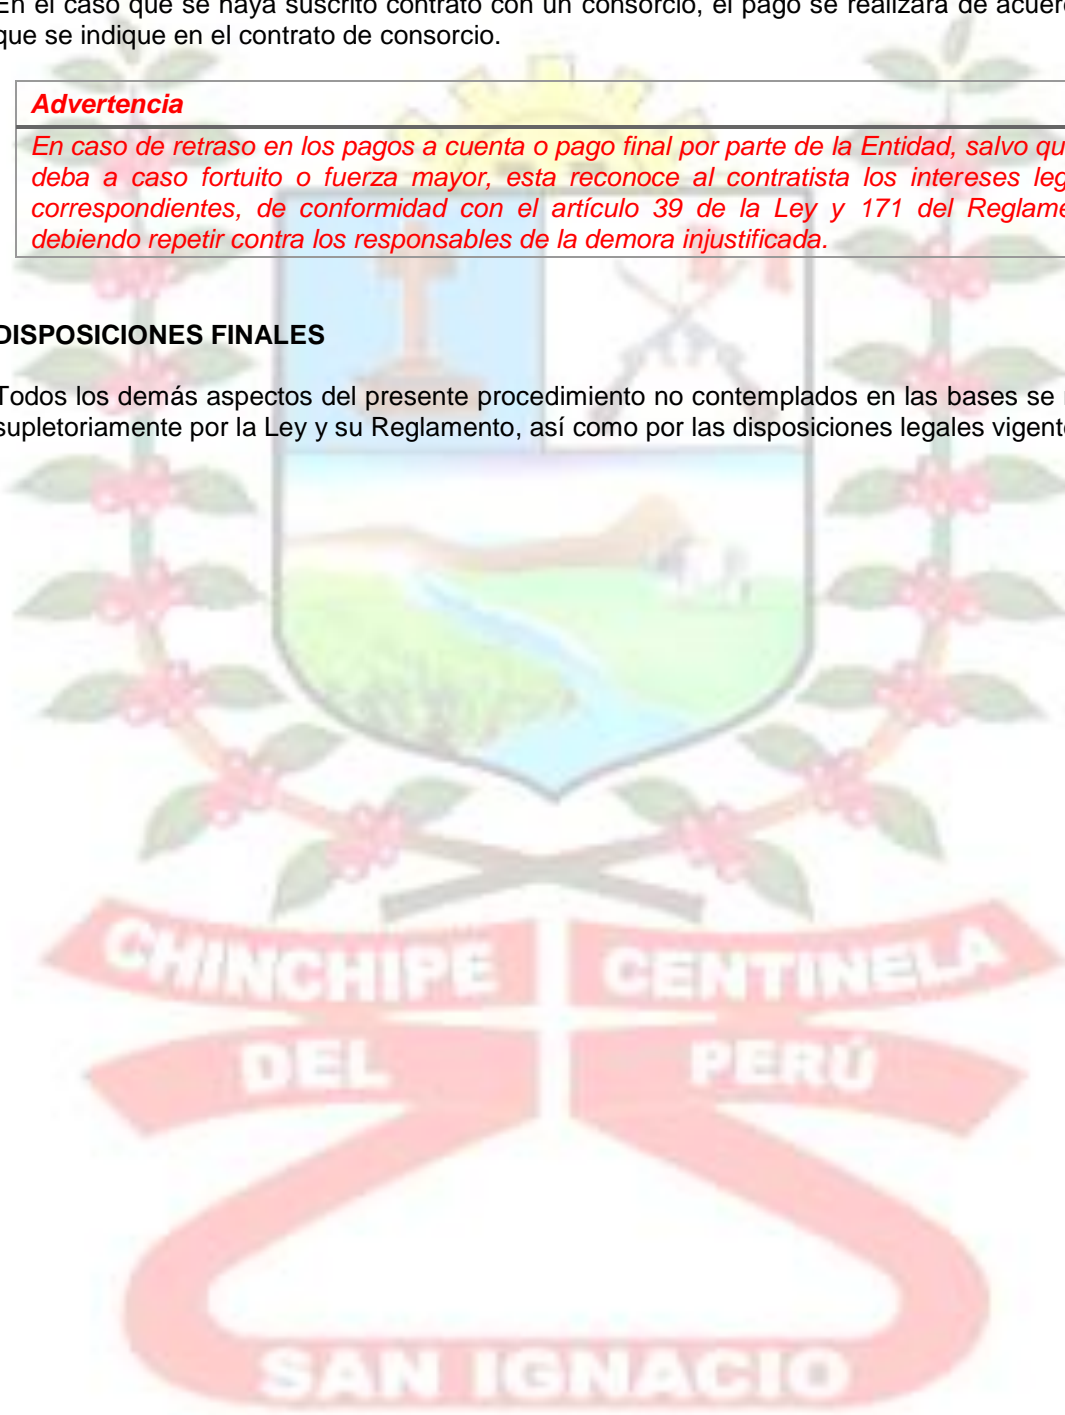 En el caso que se haya suscrito contrato con un consorcio, el pago se realizará de
que se indique en el contrato de consorcio.
Advertencia
En caso de retraso en los pagos a cuenta o pago final por parte de la Entidad, salvo
deba a caso fortuito o fuerza mayor, esta reconoce al contratista los intereses
correspondientes, de conformidad con el artículo 39 de la Ley y 171 del
debiendo repetir contra los responsables de la demora injustificada.
DISPOSICIONES FINALES
Todos los demás aspectos del presente procedimiento no contemplados en las bases se
supletoriamente por la Ley y su Reglamento, así como por las disposiciones legales
CHINCHIPE CENTINELA
DEL PERÚ
SAN IGNACIO